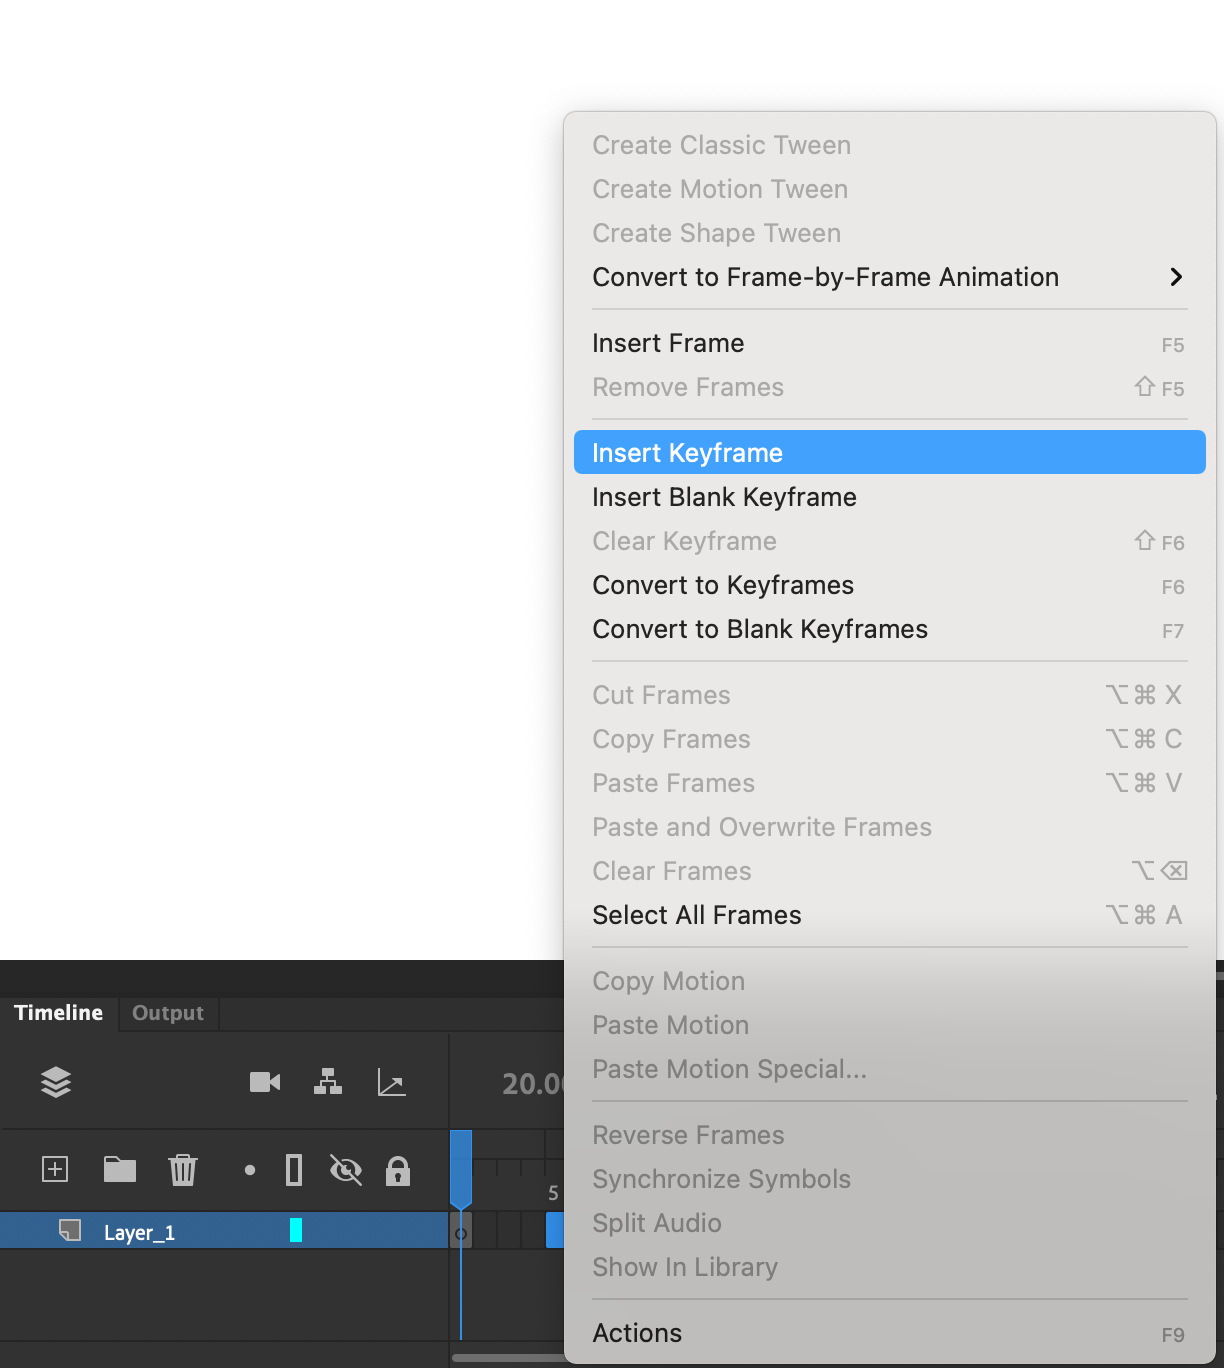 Create Classic Tween
Create Motion Tween
Create Shape Tween
Convert to Frame-by-Frame Animation
Insert Frame F5
Remove Frames ⇧ F5
Insert Keyframe
Insert Blank Keyframe
Clear Keyframe ⇧ F6
Convert to Keyframes F6
Convert to Blank Keyframes F7
Cut Frames ⌥⌘ X
Copy Frames ⌥⌘ C
Paste Frames ⌥⌘ V
Paste and Overwrite Frames
Clear Frames ⌥⌫
Select All Frames ⌥⌘ A
Copy Motion
Paste Motion
Paste Motion Special...
Reverse Frames
Synchronize Symbols
Split Audio
Show In Library
Actions F9
Timeline Output
20.0
5
Layer_1